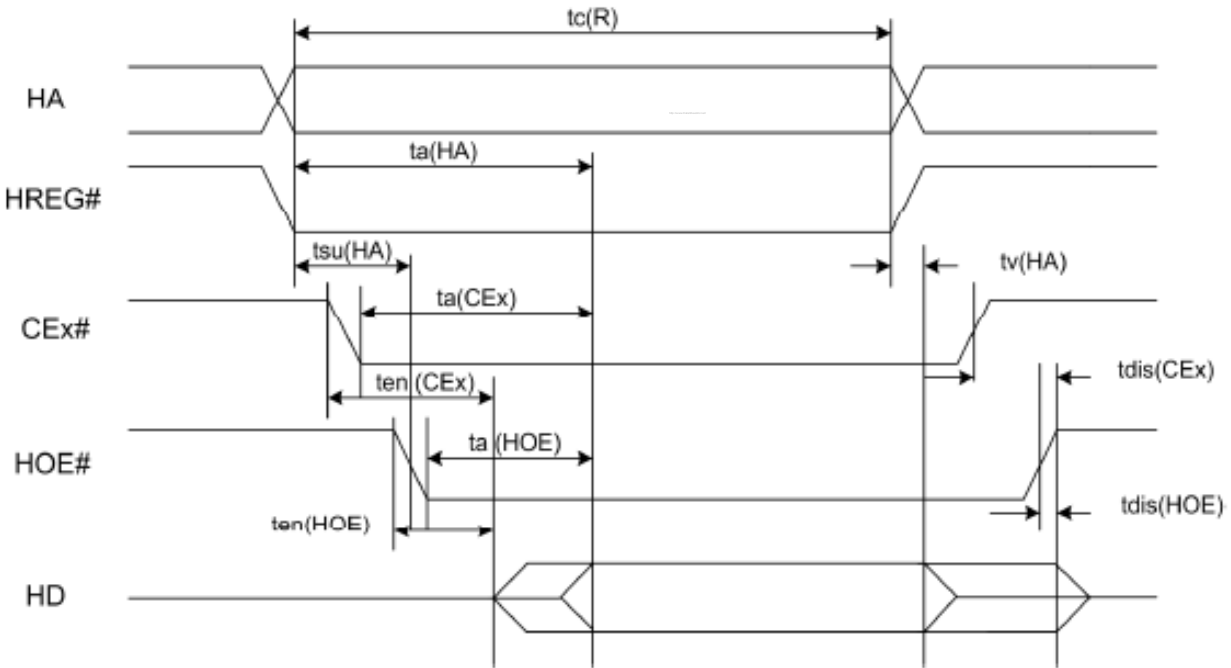 tc(R)
HA
ta(HA)
HREG#
tsu(HA)
tv(HA)
ta(CEx)
CEx#
tdis(CEx)
ten (CEx)
ta (HOE)
HOE#
tdis(HOE)
ten(HOE)
HD